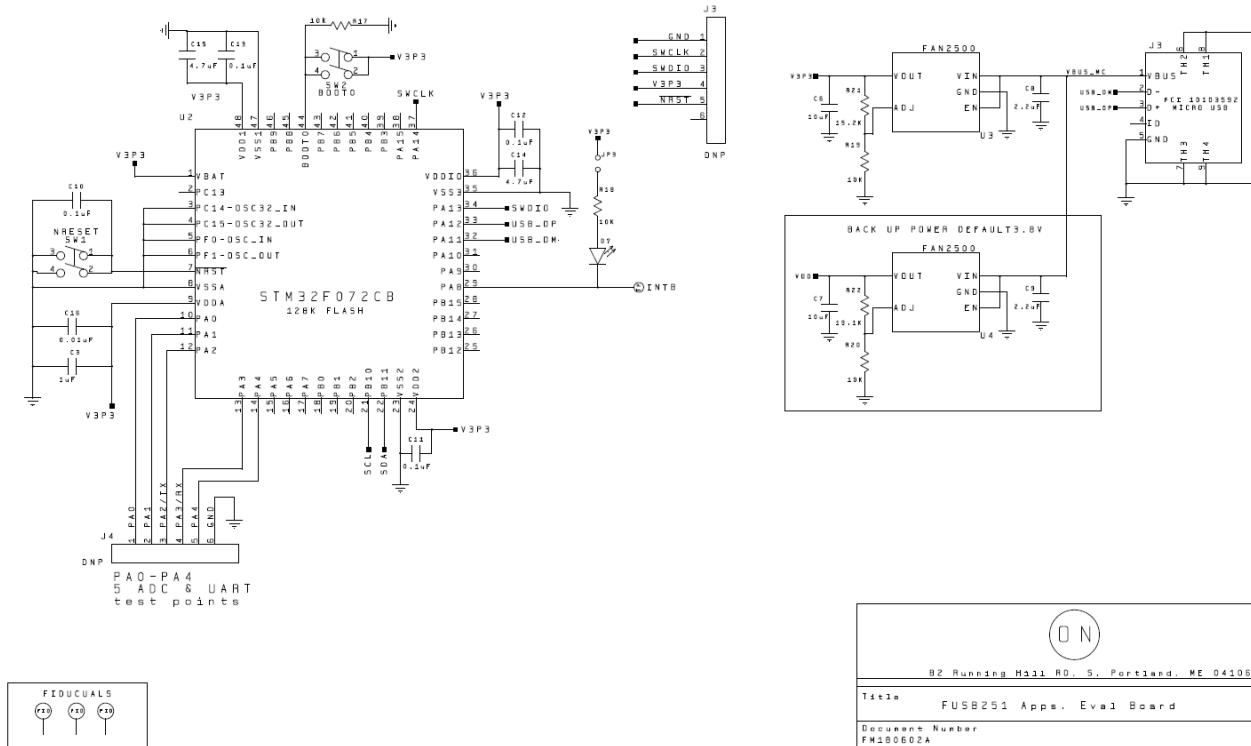 10K R17
C15
4.7uF
C13
0.1uF
V3P3
3
1
4
2
SW2
BOOT0
V3P3
SWCLK
J3
GND 1
SWCLK 2
SWDIO 3
V3P3 4
NRST 5
6
DNP
U2
VDD1 48
VSS1 47
PB9 46
PB8 45
BOOT0 44
PB7 43
PB6 42
PB5 41
PB4 40
PB3 39
PA15 38
PA14 37
V3P3
C12
0.1uF
C14
4.7uF
V3P3
JP3
R18
10K
D7
INTB
V3P3
1 VBAT
2 PC13
3 PC14-OSC32_IN
4 PC15-OSC32_OUT
5 PF0-OSC_IN
6 PF1-OSC_OUT
7 NRST
8 VSSA
9 VDDA
10 PA0
11 PA1
12 PA2
VDDIO 36
VSS3 35
PA13 34 SWDIO
PA12 33 USB_DP
PA11 32 USB_DM
PA10 31
PA9 30
PA8 29
PB15 28
PB14 27
PB13 26
PB12 25
STM32F072CB
128K FLASH
C10
0.1uF
NRESET
SW1
3
1
4
2
C16
0.01uF
C3
1uF
V3P3
13 PA3
14 PA4
15 PA5
16 PA6
17 PA7
18 PB0
19 PB1
20 PB2
21 PB10
22 PB11
23 VSS2
24 VDD2
SCL
SDA
C11
0.1uF
V3P3
J4
1 PA0
2 PA1
3 PA2/TX
4 PA3/RX
5 PA4
6 GND
DNP
PA0-PA4
5 ADC & UART
test points
FAN2500
V3P3
VOUT
VIN
GND
ADJ
EN
U3
C6
10uF
R21
15.2K
R19
10K
C8
2.2uF
VBUS_MC
J3
TH2 6
TH1 8
1 VBUS
USB_DM 2 D-
USB_DP 3 D+
4 ID
5 GND
FCI 10103592
MICRO USB
7 TH3
9 TH4
BACK UP POWER DEFAULT3.8V
FAN2500
VDD
VOUT
VIN
GND
ADJ
EN
U4
C7
10uF
R22
19.1K
R20
10K
C9
2.2uF
FIDUCUALS
FID FID FID
ON
82 Running Hill RD, S. Portland, ME 04106
Title
FUSB251 Apps. Eval Board
Document Number
FM180602A